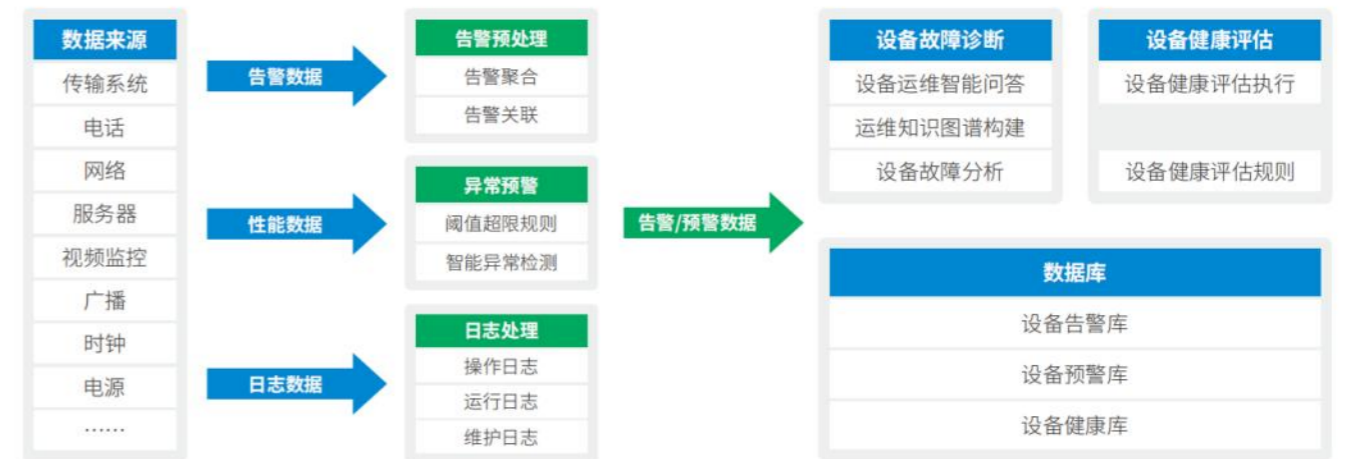 数据来源
传输系统
电话
网络
服务器
视频监控
广播
时钟
电源
……
告警数据
性能数据
日志数据
告警预处理
告警聚合
告警关联
异常预警
阈值超限规则
智能异常检测
日志处理
操作日志
运行日志
维护日志
告警/预警数据
设备故障诊断
设备运维智能问答
运维知识图谱构建
设备故障分析
设备健康评估
设备健康评估执行
设备健康评估规则
数据库
设备告警库
设备预警库
设备健康库